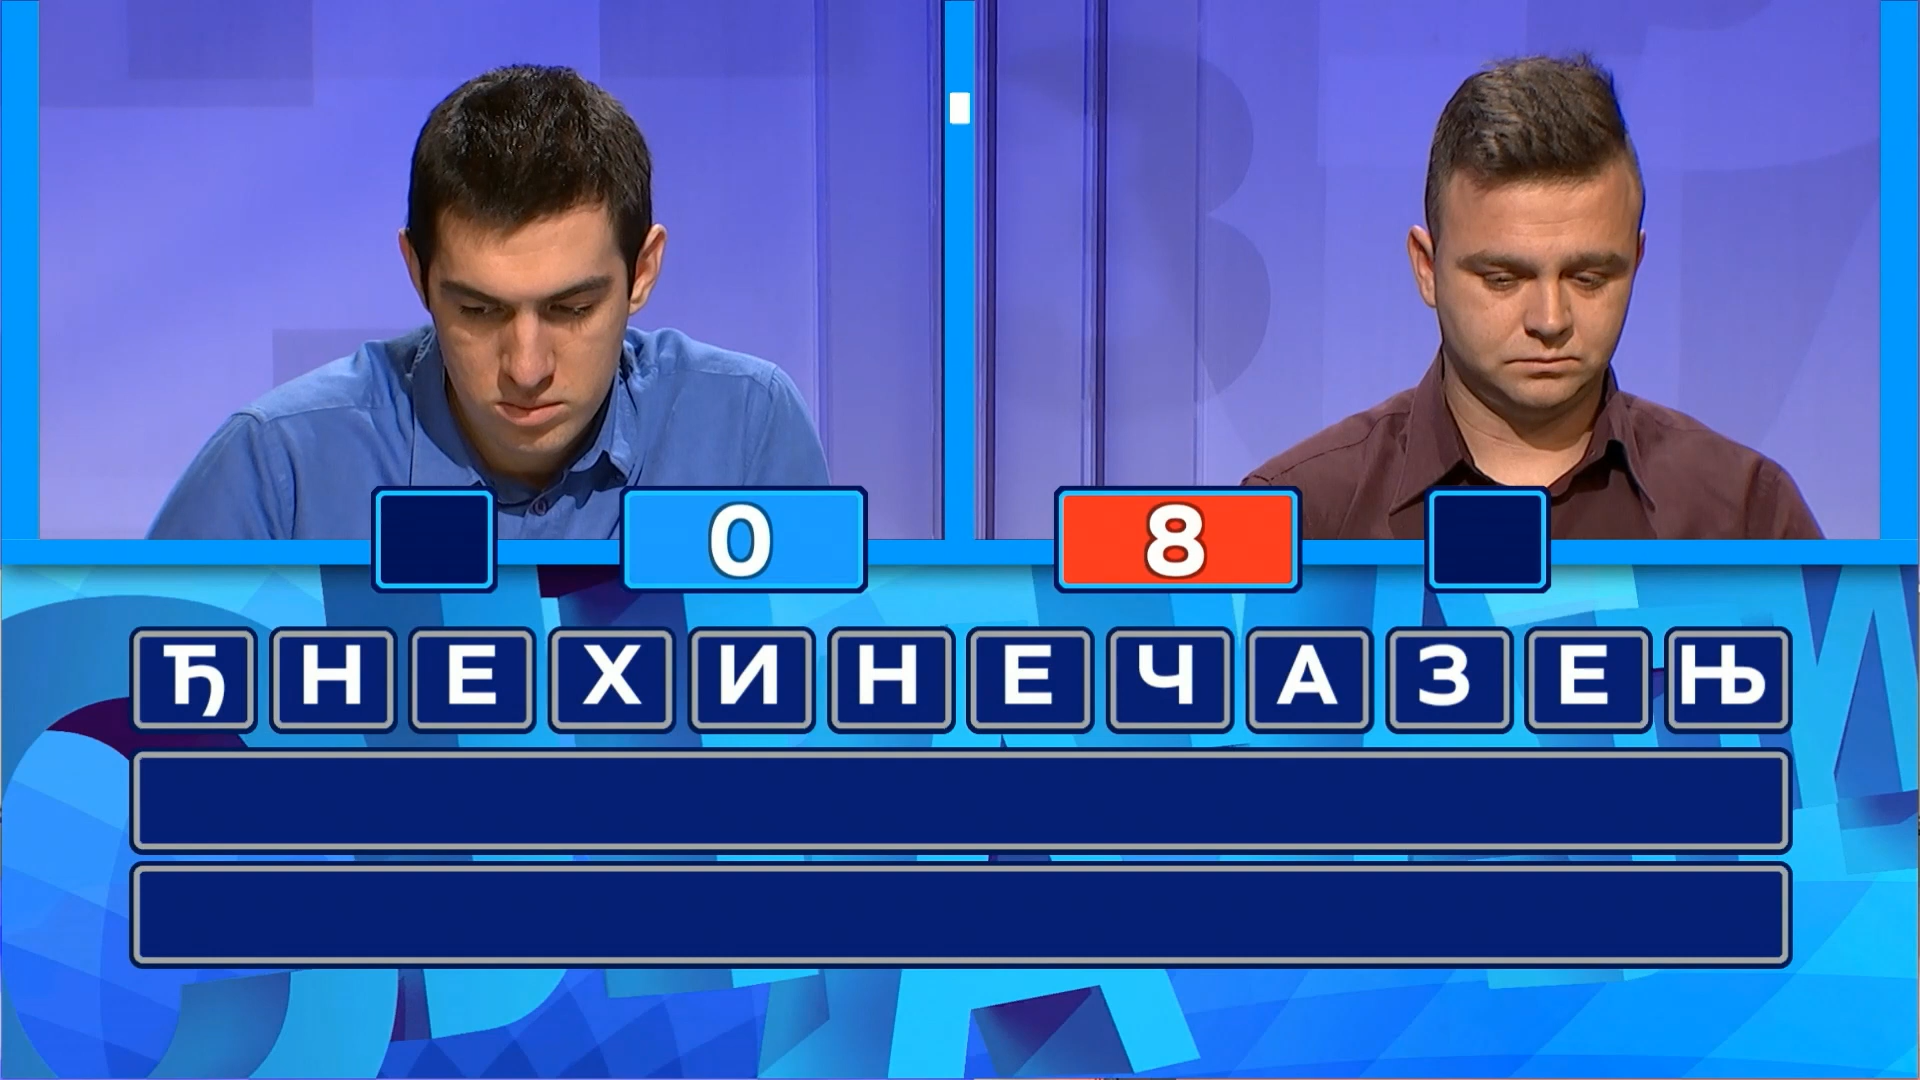 0 8
Ђ Н Е Х И Н Е Ч А З Е Њ